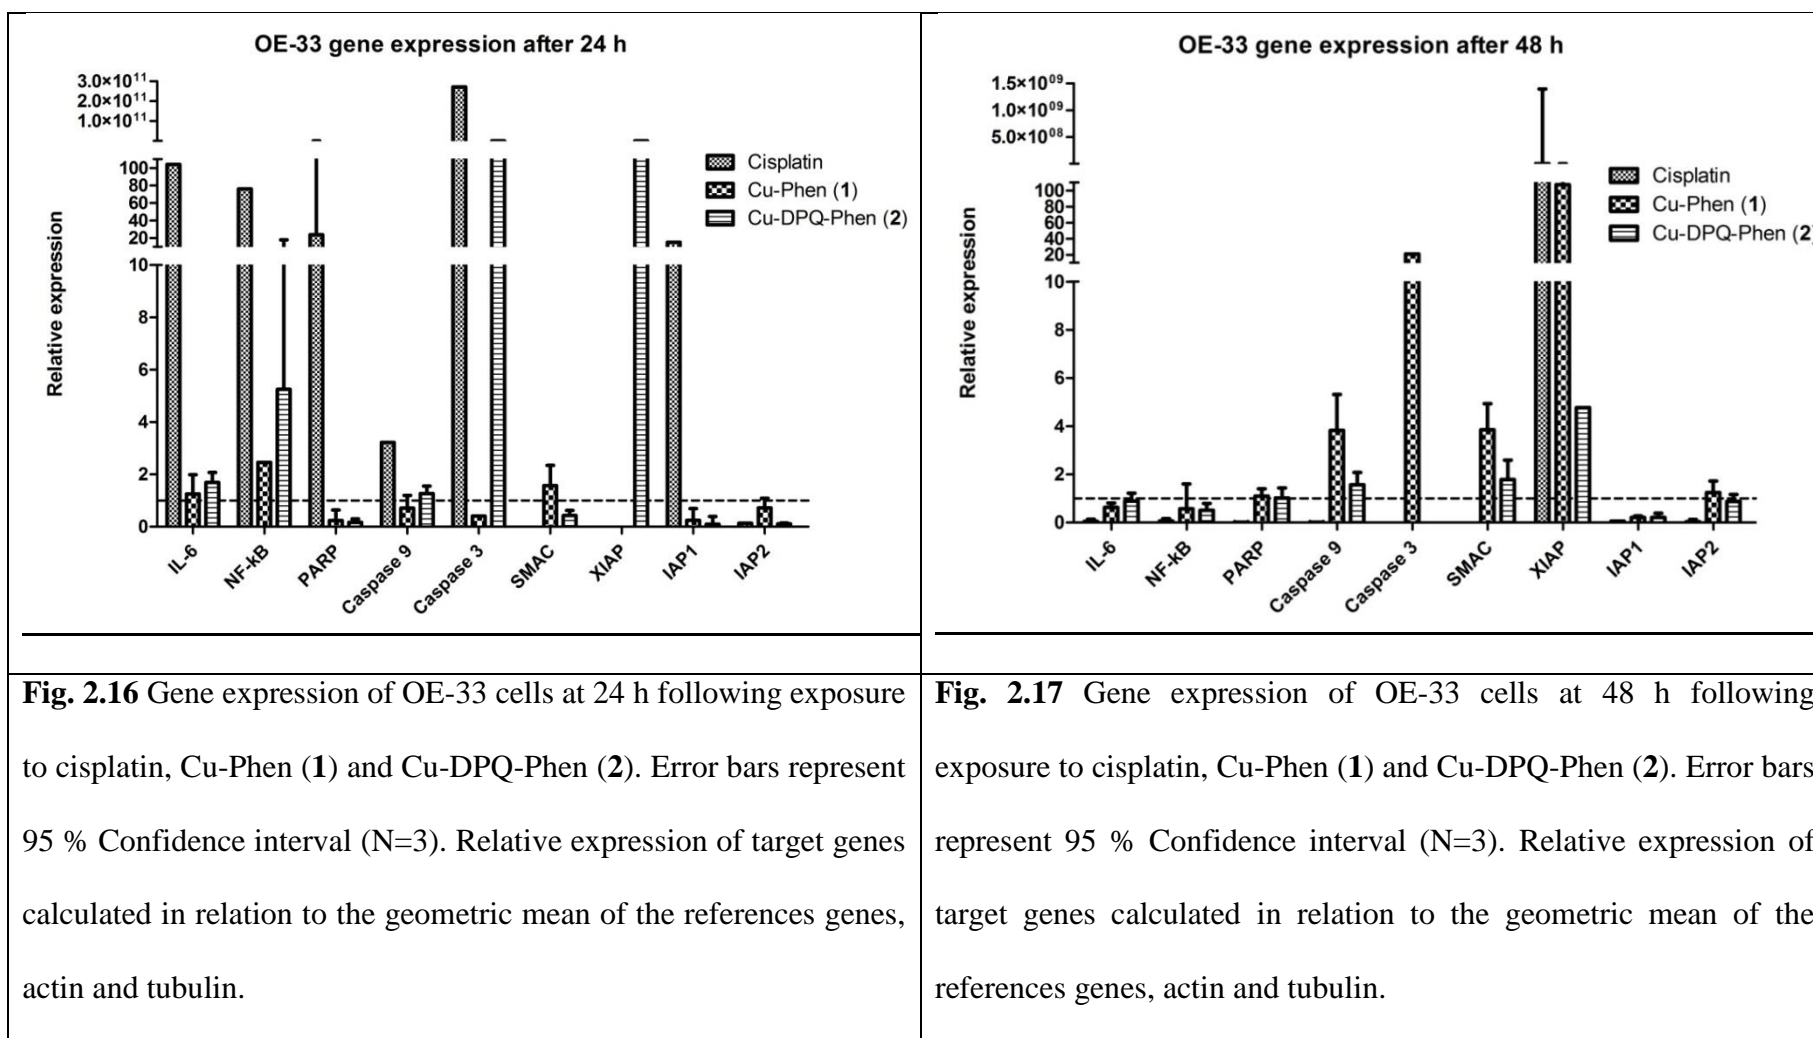 OE-33 gene expression after 24 h
3.0×10¹¹
2.0×10¹¹
1.0×10¹¹
100
80
60
40
20
10
8
6
4
2
0
Relative expression
Cisplatin
Cu-Phen (1)
Cu-DPQ-Phen (2)
IL-6
NF-kB
PARP
Caspase 9
Caspase 3
SMAC
XIAP
IAP1
IAP2
Fig. 2.16 Gene expression of OE-33 cells at 24 h following exposure
to cisplatin, Cu-Phen (1) and Cu-DPQ-Phen (2). Error bars represent
95 % Confidence interval (N=3). Relative expression of target genes
calculated in relation to the geometric mean of the references genes,
actin and tubulin.
OE-33 gene expression after 48 h
1.5×10⁰⁹
1.0×10⁰⁹
5.0×10⁰⁸
100
80
60
40
20
10
8
6
4
2
0
Relative expression
Cisplatin
Cu-Phen (1)
Cu-DPQ-Phen (2)
IL-6
NF-kB
PARP
Caspase 9
Caspase 3
SMAC
XIAP
IAP1
IAP2
Fig. 2.17 Gene expression of OE-33 cells at 48 h following
exposure to cisplatin, Cu-Phen (1) and Cu-DPQ-Phen (2). Error bars
represent 95 % Confidence interval (N=3). Relative expression of
target genes calculated in relation to the geometric mean of the
references genes, actin and tubulin.